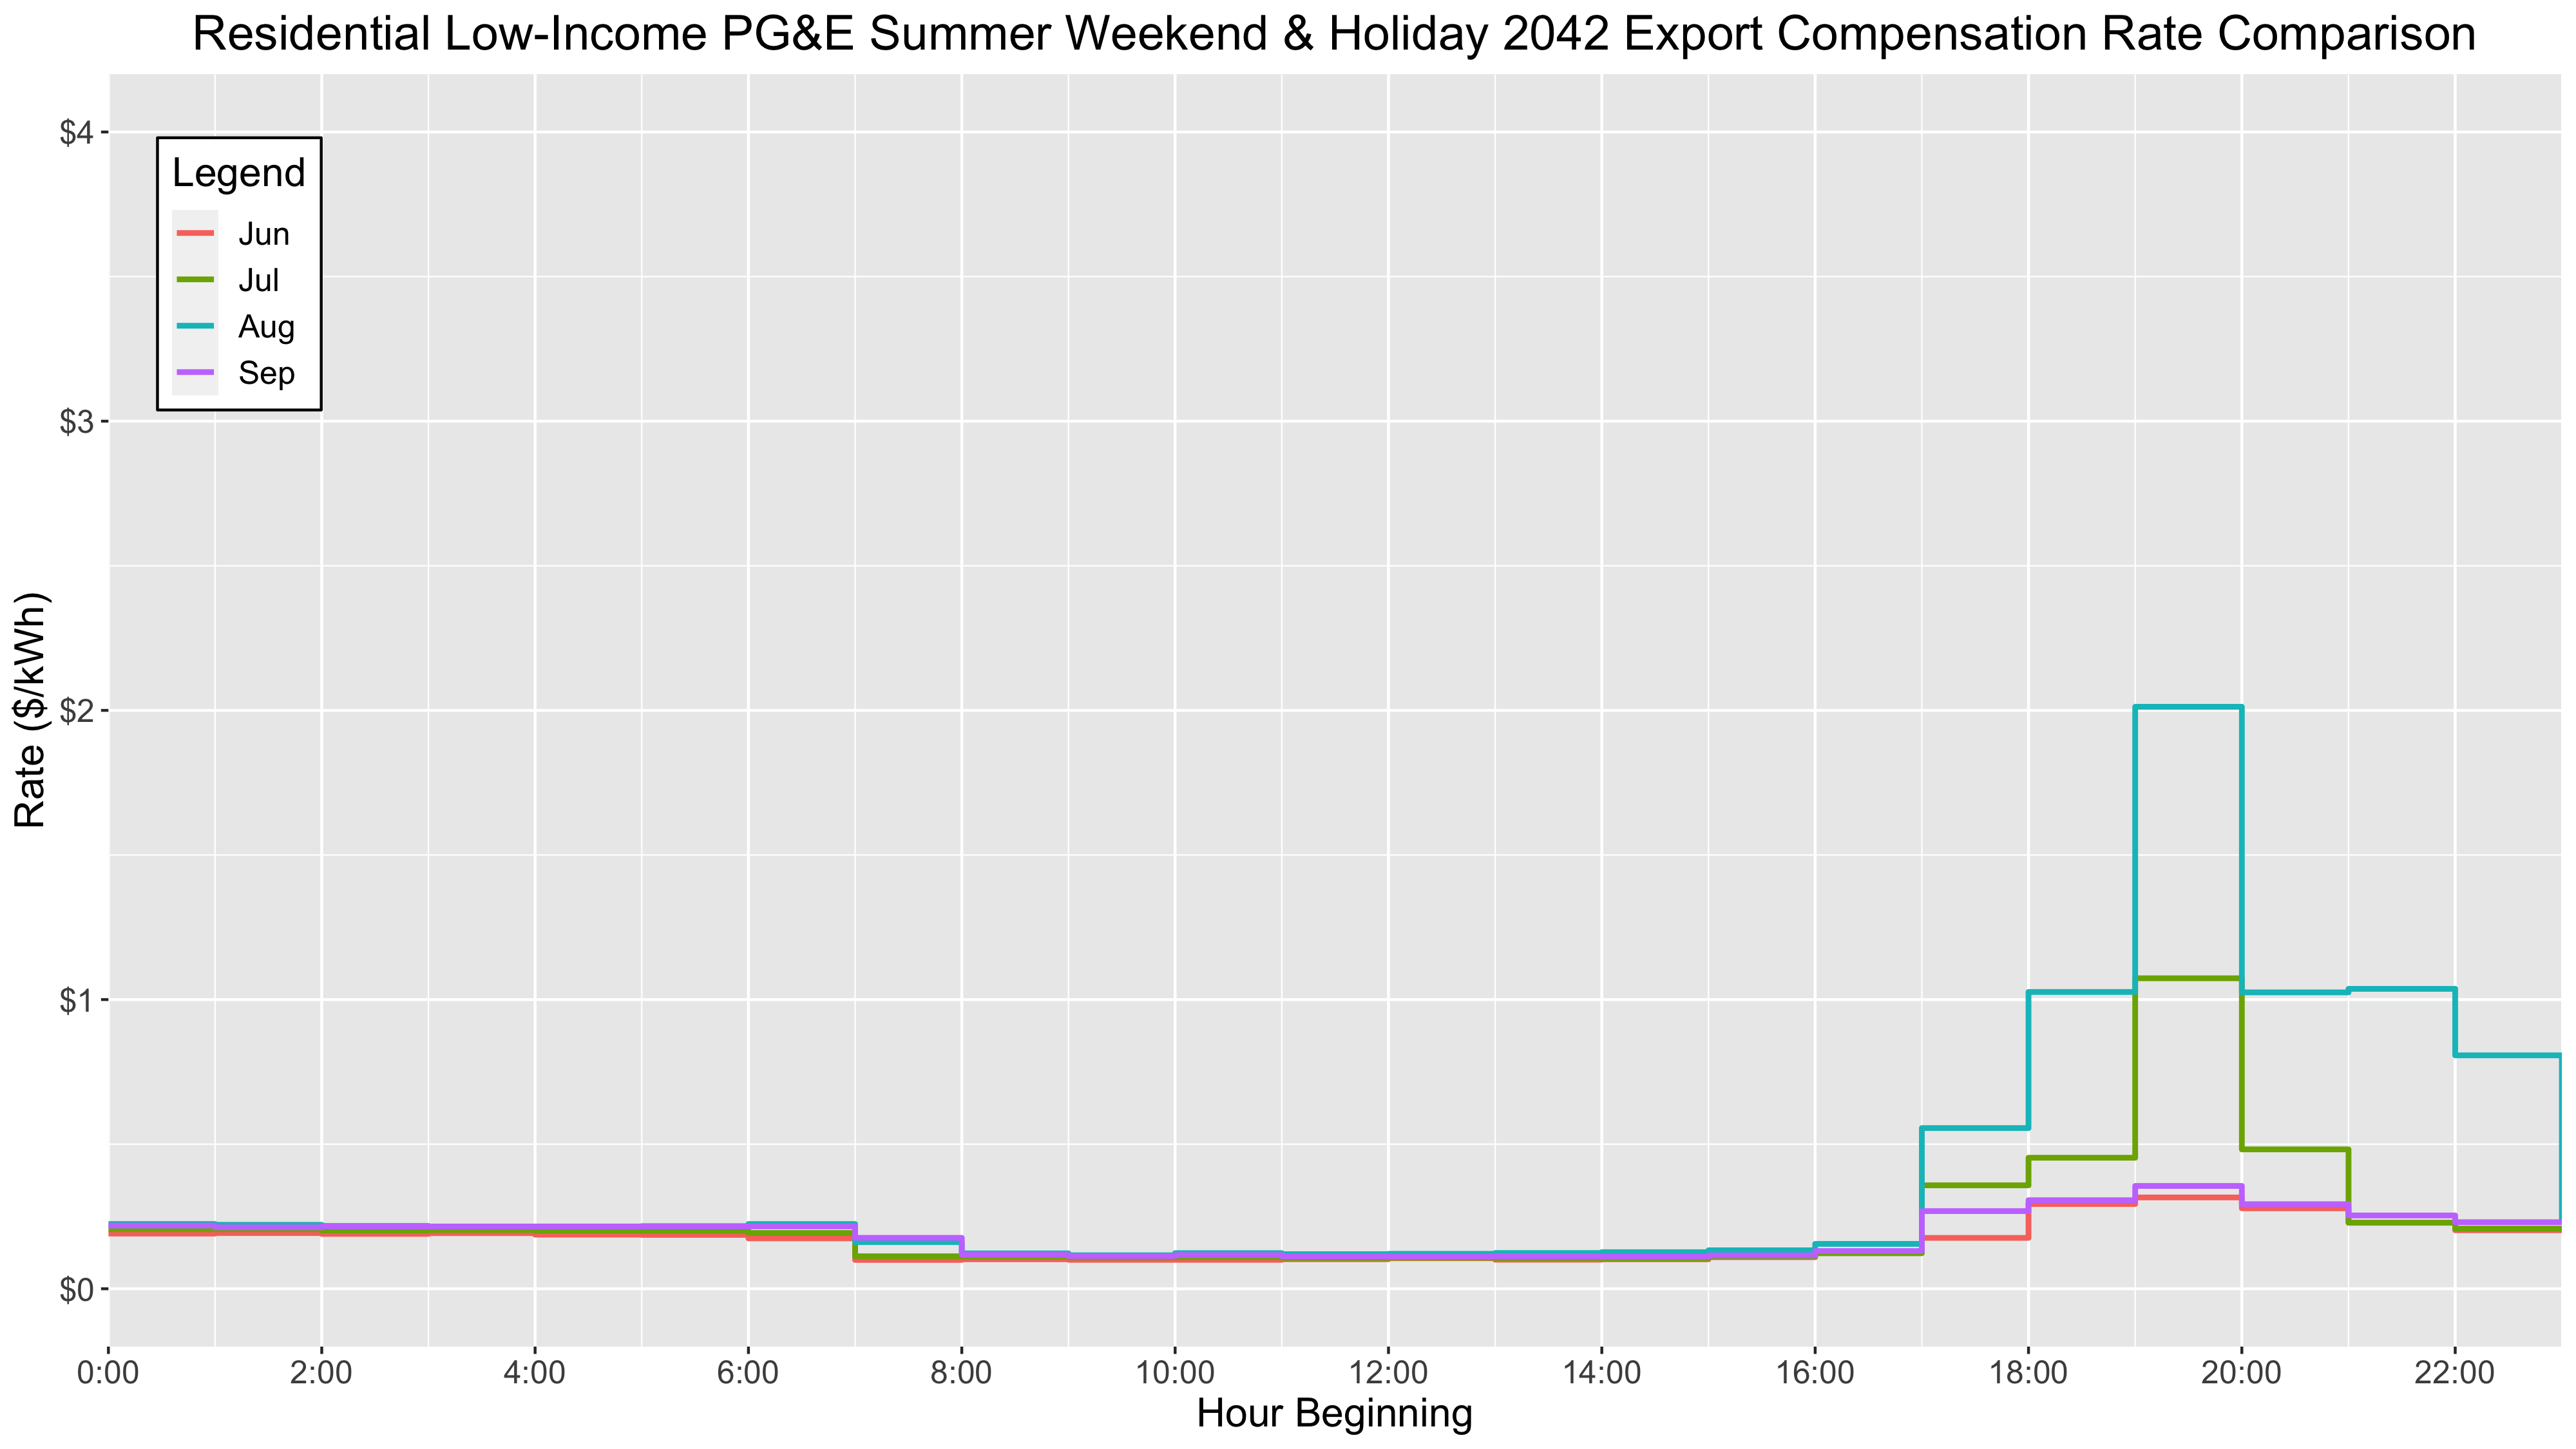 Residential Low-Income PG&E Summer Weekend & Holiday 2042 Export Compensation Rate Comparison
Rate ($/kWh)
$4
$3
$2
$1
$0
Legend
Jun
Jul
Aug
Sep
0:00 2:00 4:00 6:00 8:00 10:00 12:00 14:00 16:00 18:00 20:00 22:00
Hour Beginning